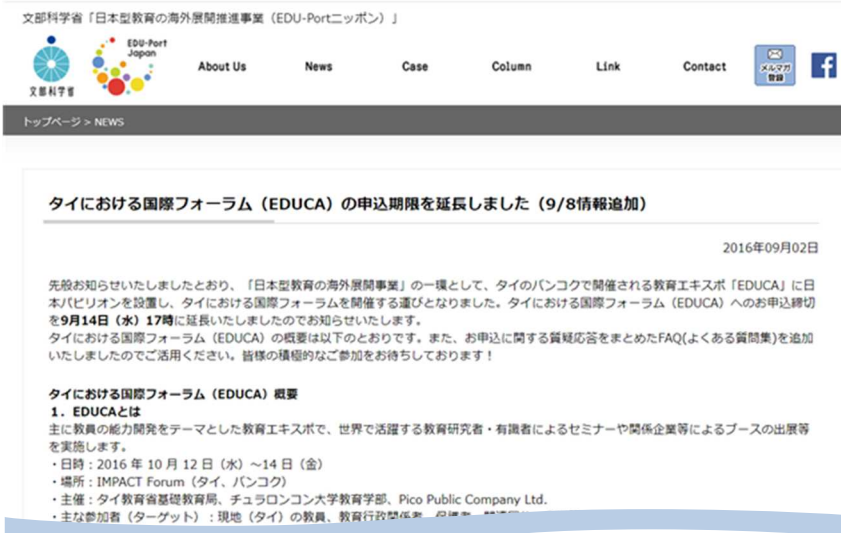 文部科学省「日本型教育の海外展開推進事業（EDU-Portニッポン）」
文部科学省
EDU-Port
Japan
About Us
News
Case
Column
Link
Contact
メルマガ
登録
f
トップページ > NEWS
タイにおける国際フォーラム（EDUCA）の申込期限を延長しました（9/8情報追加）
2016年09月02日
先般お知らせいたしましたとおり、「日本型教育の海外展開事業」の一環として、タイのバンコクで開催される教育エキスポ「EDUCA」に日
本パビリオンを設置し、タイにおける国際フォーラムを開催する運びとなりました。タイにおける国際フォーラム（EDUCA）へのお申込締切
を9月14日（水）17時に延長いたしましたのでお知らせいたします。
タイにおける国際フォーラム（EDUCA）の概要は以下のとおりです。また、お申込に関する質疑応答をまとめたFAQ(よくある質問集)を追加
いたしましたのでご活用ください。皆様の積極的なご参加をお待ちしております！
タイにおける国際フォーラム（EDUCA）概要
１．EDUCAとは
主に教員の能力開発をテーマとした教育エキスポで、世界で活躍する教育研究者・有識者によるセミナーや関係企業等によるブースの出展等
を実施します。
・日時：2016 年 10 月 12 日（水）～14 日（金）
・場所：IMPACT Forum（タイ、バンコク）
・主催：タイ教育省基礎教育局、チュラロンコン大学教育学部、Pico Public Company Ltd.
・主な参加者（ターゲット）：現地（タイ）の教員、教育行政関係者、保護者、